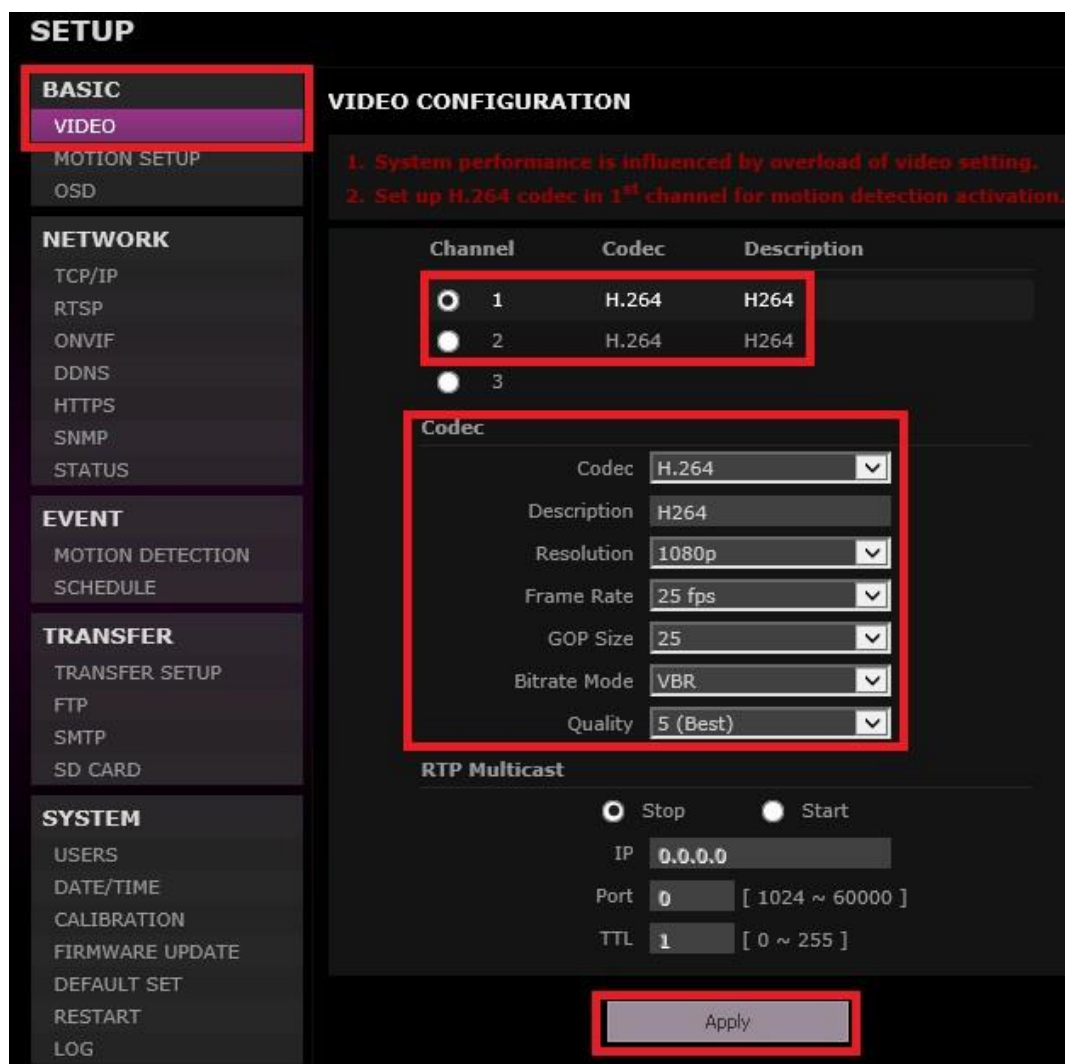 SETUP
BASIC
VIDEO
MOTION SETUP
OSD
NETWORK
TCP/IP
RTSP
ONVIF
DDNS
HTTPS
SNMP
STATUS
EVENT
MOTION DETECTION
SCHEDULE
TRANSFER
TRANSFER SETUP
FTP
SMTP
SD CARD
SYSTEM
USERS
DATE/TIME
CALIBRATION
FIRMWARE UPDATE
DEFAULT SET
RESTART
LOG
VIDEO CONFIGURATION
1. System performance is influenced by overload of video setting.
2. Set up H.264 codec in 1st channel for motion detection activation.
Channel Codec Description
1 H.264 H264
2 H.264 H264
3
Codec
Codec H.264
Description H264
Resolution 1080p
Frame Rate 25 fps
GOP Size 25
Bitrate Mode VBR
Quality 5 (Best)
RTP Multicast
Stop Start
IP 0.0.0.0
Port 0 [ 1024 ~ 60000 ]
TTL 1 [ 0 ~ 255 ]
Apply